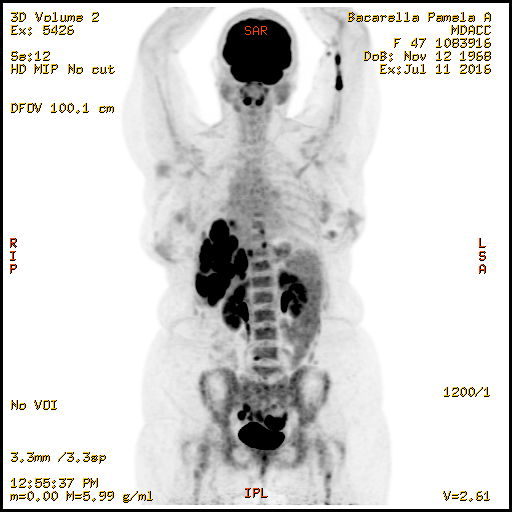 3D Volume 2
Ex: 5426
Se:12
HD MIP No cut
DFOV 100.1 cm
Bacarella Pamela A
MDACC
F 47 1083916
DoB: Nov 12 1968
Ex:Jul 11 2016
SAR
R
I
P
L
S
A
No VOI
1200/1
3.3mm /3.3sp
12:55:37 PM
m=0.00 M=5.99 g/ml
IPL
V=2.61